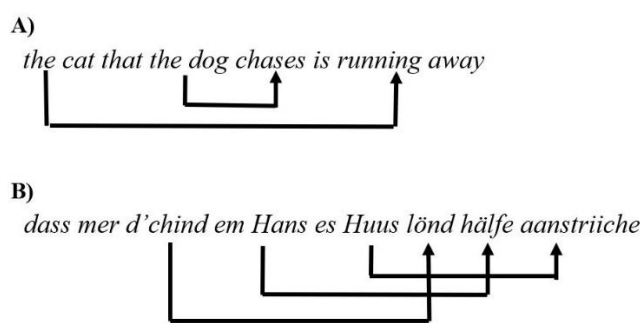 A)
the cat that the dog chases is running away
B)
dass mer d’chind em Hans es Huus lönd hälfe aanstriiche